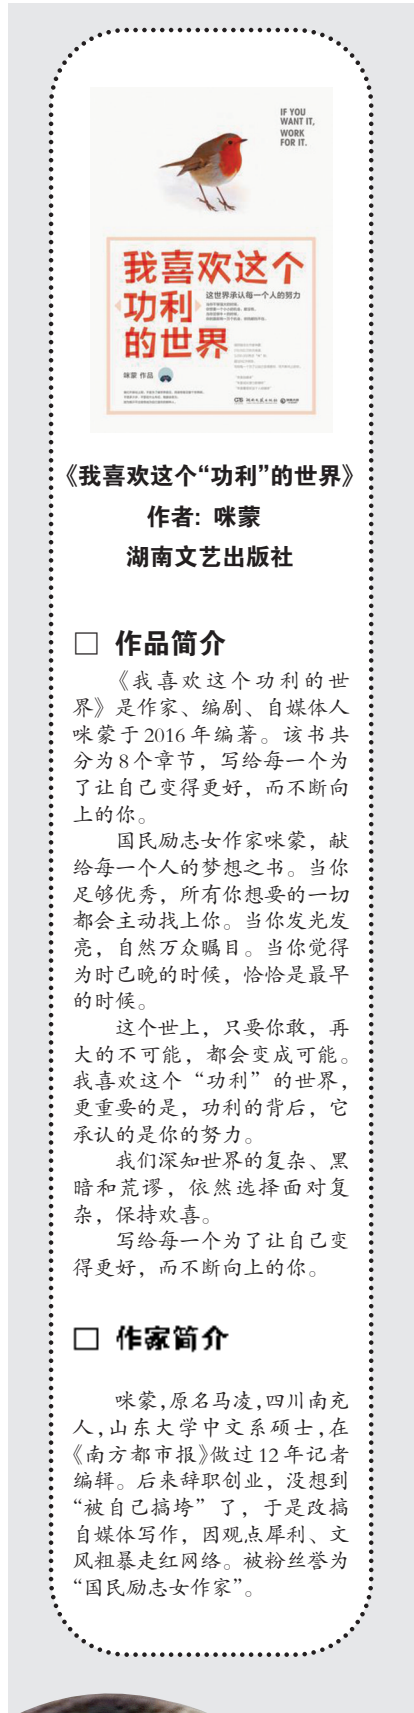 IF YOU
WANT IT,
WORK
FOR IT.
我喜欢这个
功利
这世界承认每一个人的努力
的世界
咪蒙 作品
湖南文艺出版社
《我喜欢这个“功利”的世界》
作者: 咪蒙
湖南文艺出版社
□ 作品简介
《我喜欢这个功利的世
界》是作家、编剧、自媒体人
咪蒙于2016年编著。该书共
分为8个章节，写给每一个为
了让自己变得更好，而不断向
上的你。
国民励志女作家咪蒙，献
给每一个人的梦想之书。当你
足够优秀，所有你想要的一切
都会主动找上你。当你发光发
亮，自然万众瞩目。当你觉得
为时已晚的时候，恰恰是最早
的时候。
这个世上，只要你敢，再
大的不可能，都会变成可能。
我喜欢这个“功利”的世界，
更重要的是，功利的背后，它
承认的是你的努力。
我们深知世界的复杂、黑
暗和荒谬，依然选择面对复
杂，保持欢喜。
写给每一个为了让自己变
得更好，而不断向上的你。
□ 作家简介
咪蒙,原名马凌,四川南充
人,山东大学中文系硕士,在
《南方都市报》做过12年记者
编辑。后来辞职创业，没想到
“被自己搞垮”了，于是改搞
自媒体写作，因观点犀利、文
风粗暴走红网络。被粉丝誉为
“国民励志女作家”。